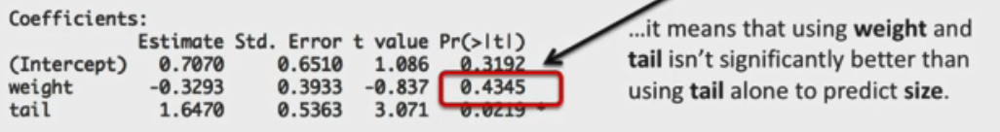 Coefficients:
Estimate Std. Error t value Pr(>|t|)
(Intercept) 0.7070 0.6510 1.086 0.3192
weight -0.3293 0.3933 -0.837 0.4345
tail 1.6470 0.5363 3.071 0.0219 *
...it means that using weight and
tail isn't significantly better than
using tail alone to predict size.